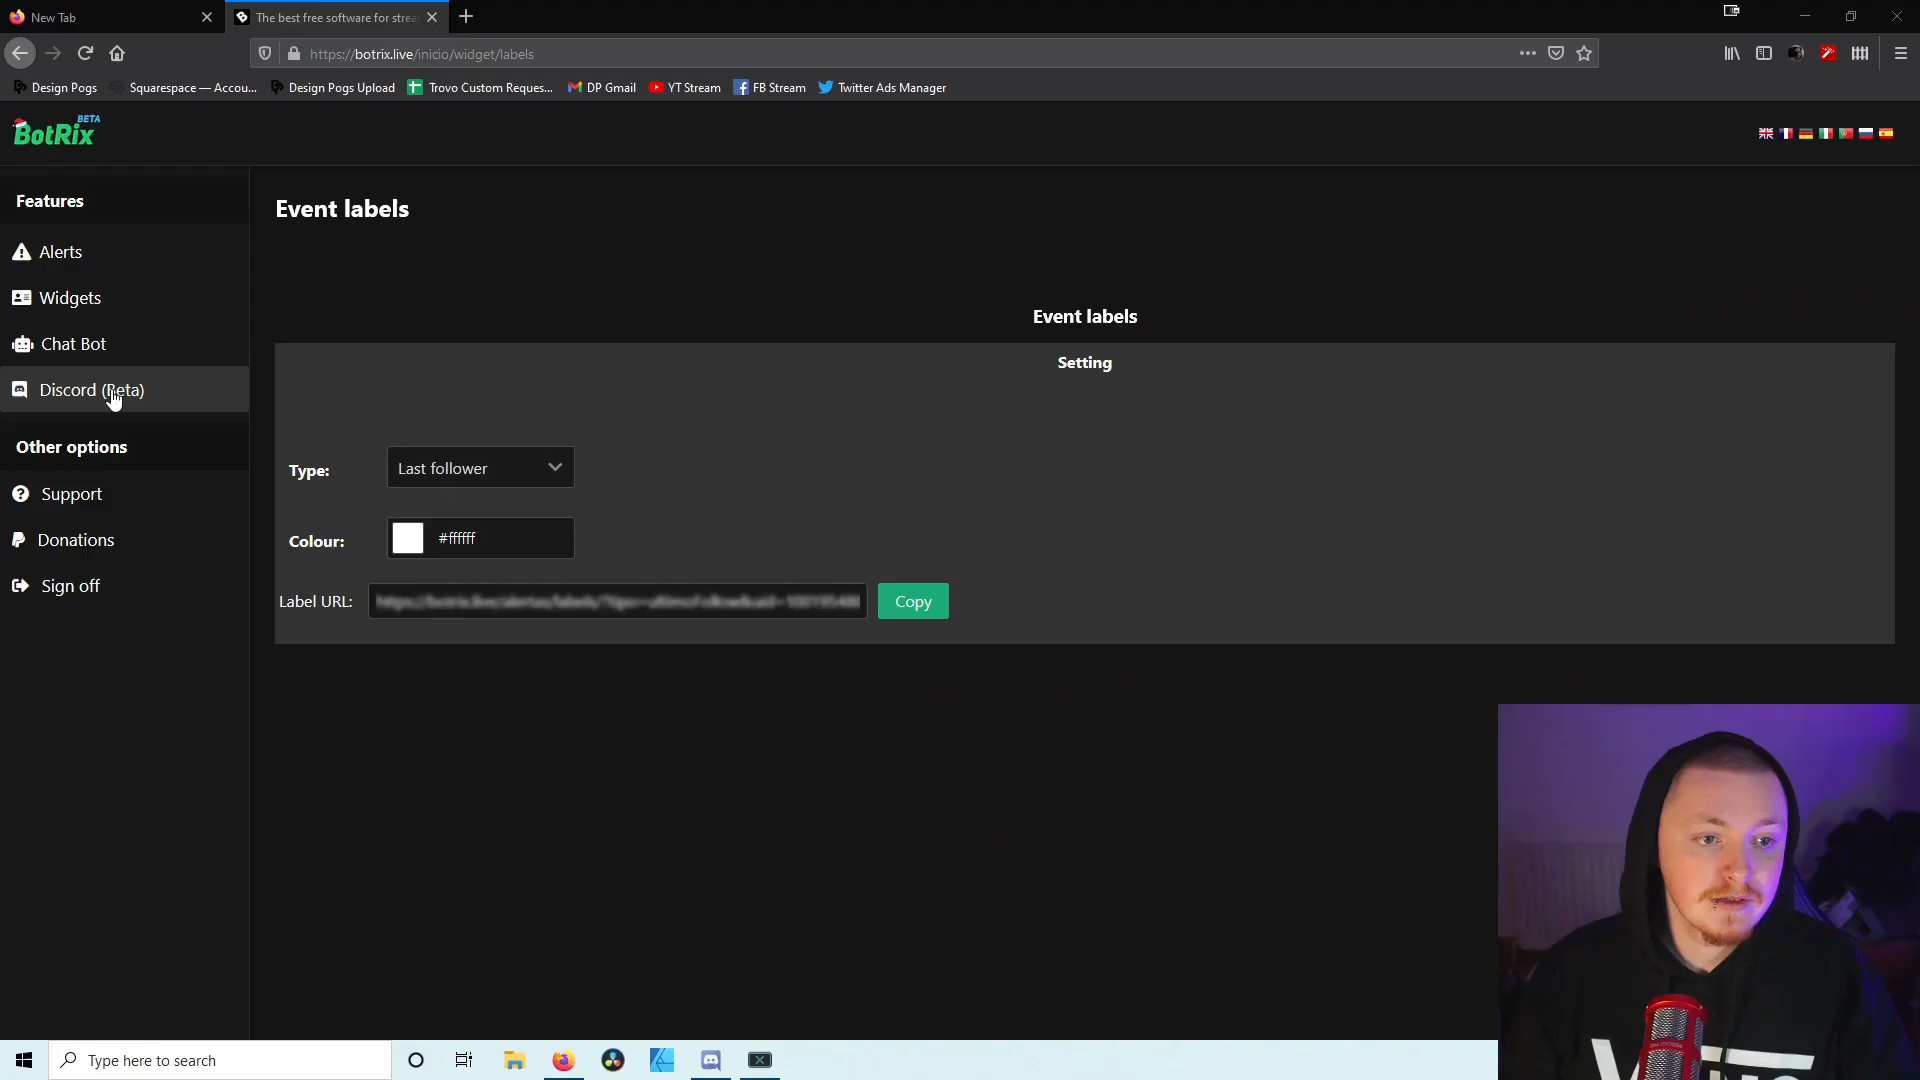 New Tab
The best free software for strea
https://botrix.live/inicio/widget/labels
Design Pogs
Squarespace — Accou...
Design Pogs Upload
Trovo Custom Reques...
DP Gmail
YT Stream
FB Stream
Twitter Ads Manager
BotRix BETA
Features
Alerts
Widgets
Chat Bot
Discord (Beta)
Other options
Support
Donations
Sign off
Event labels
Event labels
Setting
Type: Last follower
Colour: #ffffff
Label URL:
Copy
Type here to search